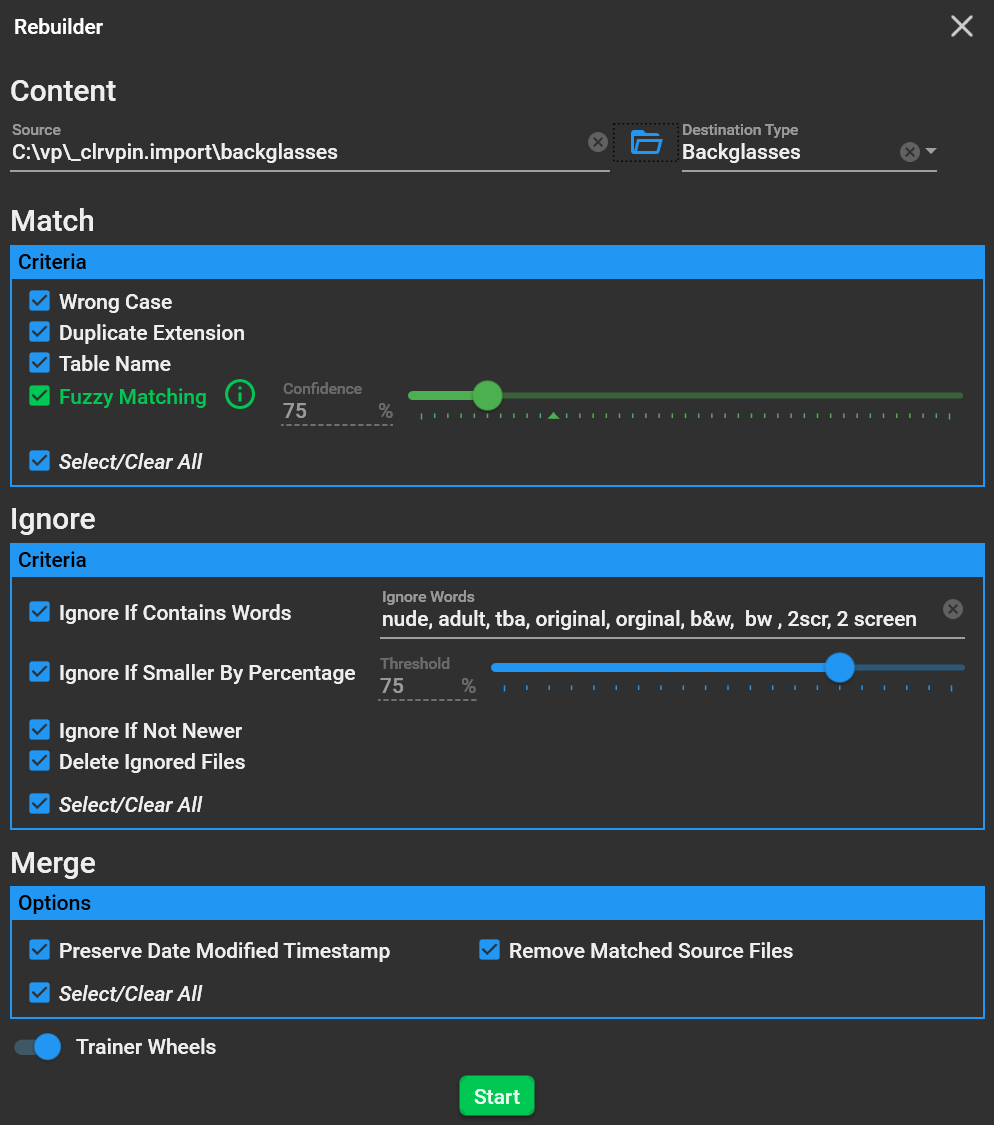 Rebuilder
Content
Source
C:\vp\_clrvpin.import\backglasses
Destination Type
Backglasses
Match
Criteria
Wrong Case
Duplicate Extension
Table Name
Fuzzy Matching
Confidence
75 %
Select/Clear All
Ignore
Criteria
Ignore If Contains Words
Ignore Words
nude, adult, tba, original, orginal, b&w,  bw , 2scr, 2 screen
Ignore If Smaller By Percentage
Threshold
75 %
Ignore If Not Newer
Delete Ignored Files
Select/Clear All
Merge
Options
Preserve Date Modified Timestamp
Remove Matched Source Files
Select/Clear All
Trainer Wheels
Start